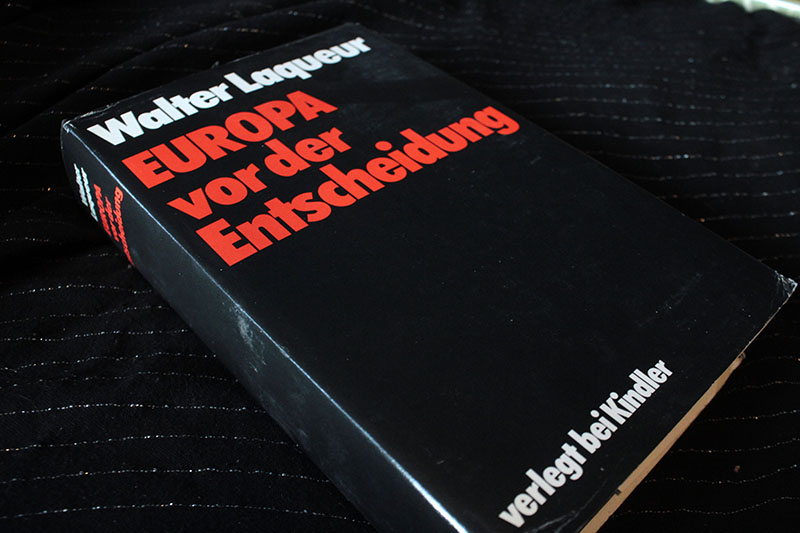 Walter Laqueur
EUROPA
vor der
Entscheidung
verlegt bei Kindler